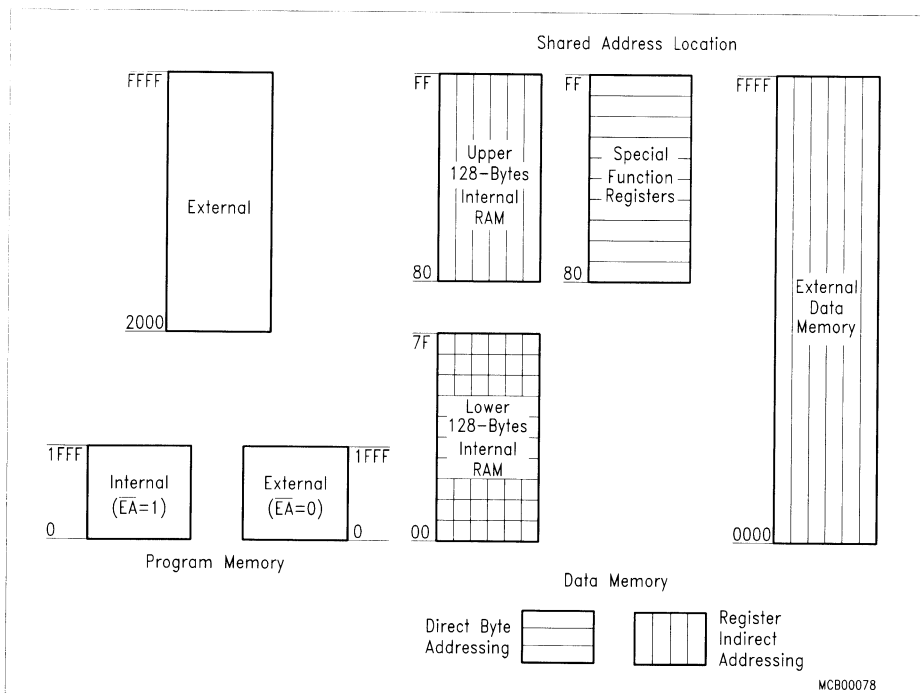 Shared Address Location
FFFF
External
2000
1FFF
Internal
(E̅A̅=1)
0
External
(E̅A̅=0)
1FFF
0
Program Memory
FF
Upper
128-Bytes
Internal
RAM
80
FF
Special
Function
Registers
80
7F
Lower
128-Bytes
Internal
RAM
00
FFFF
External
Data
Memory
0000
Data Memory
Direct Byte
Addressing
Register
Indirect
Addressing
MCB00078